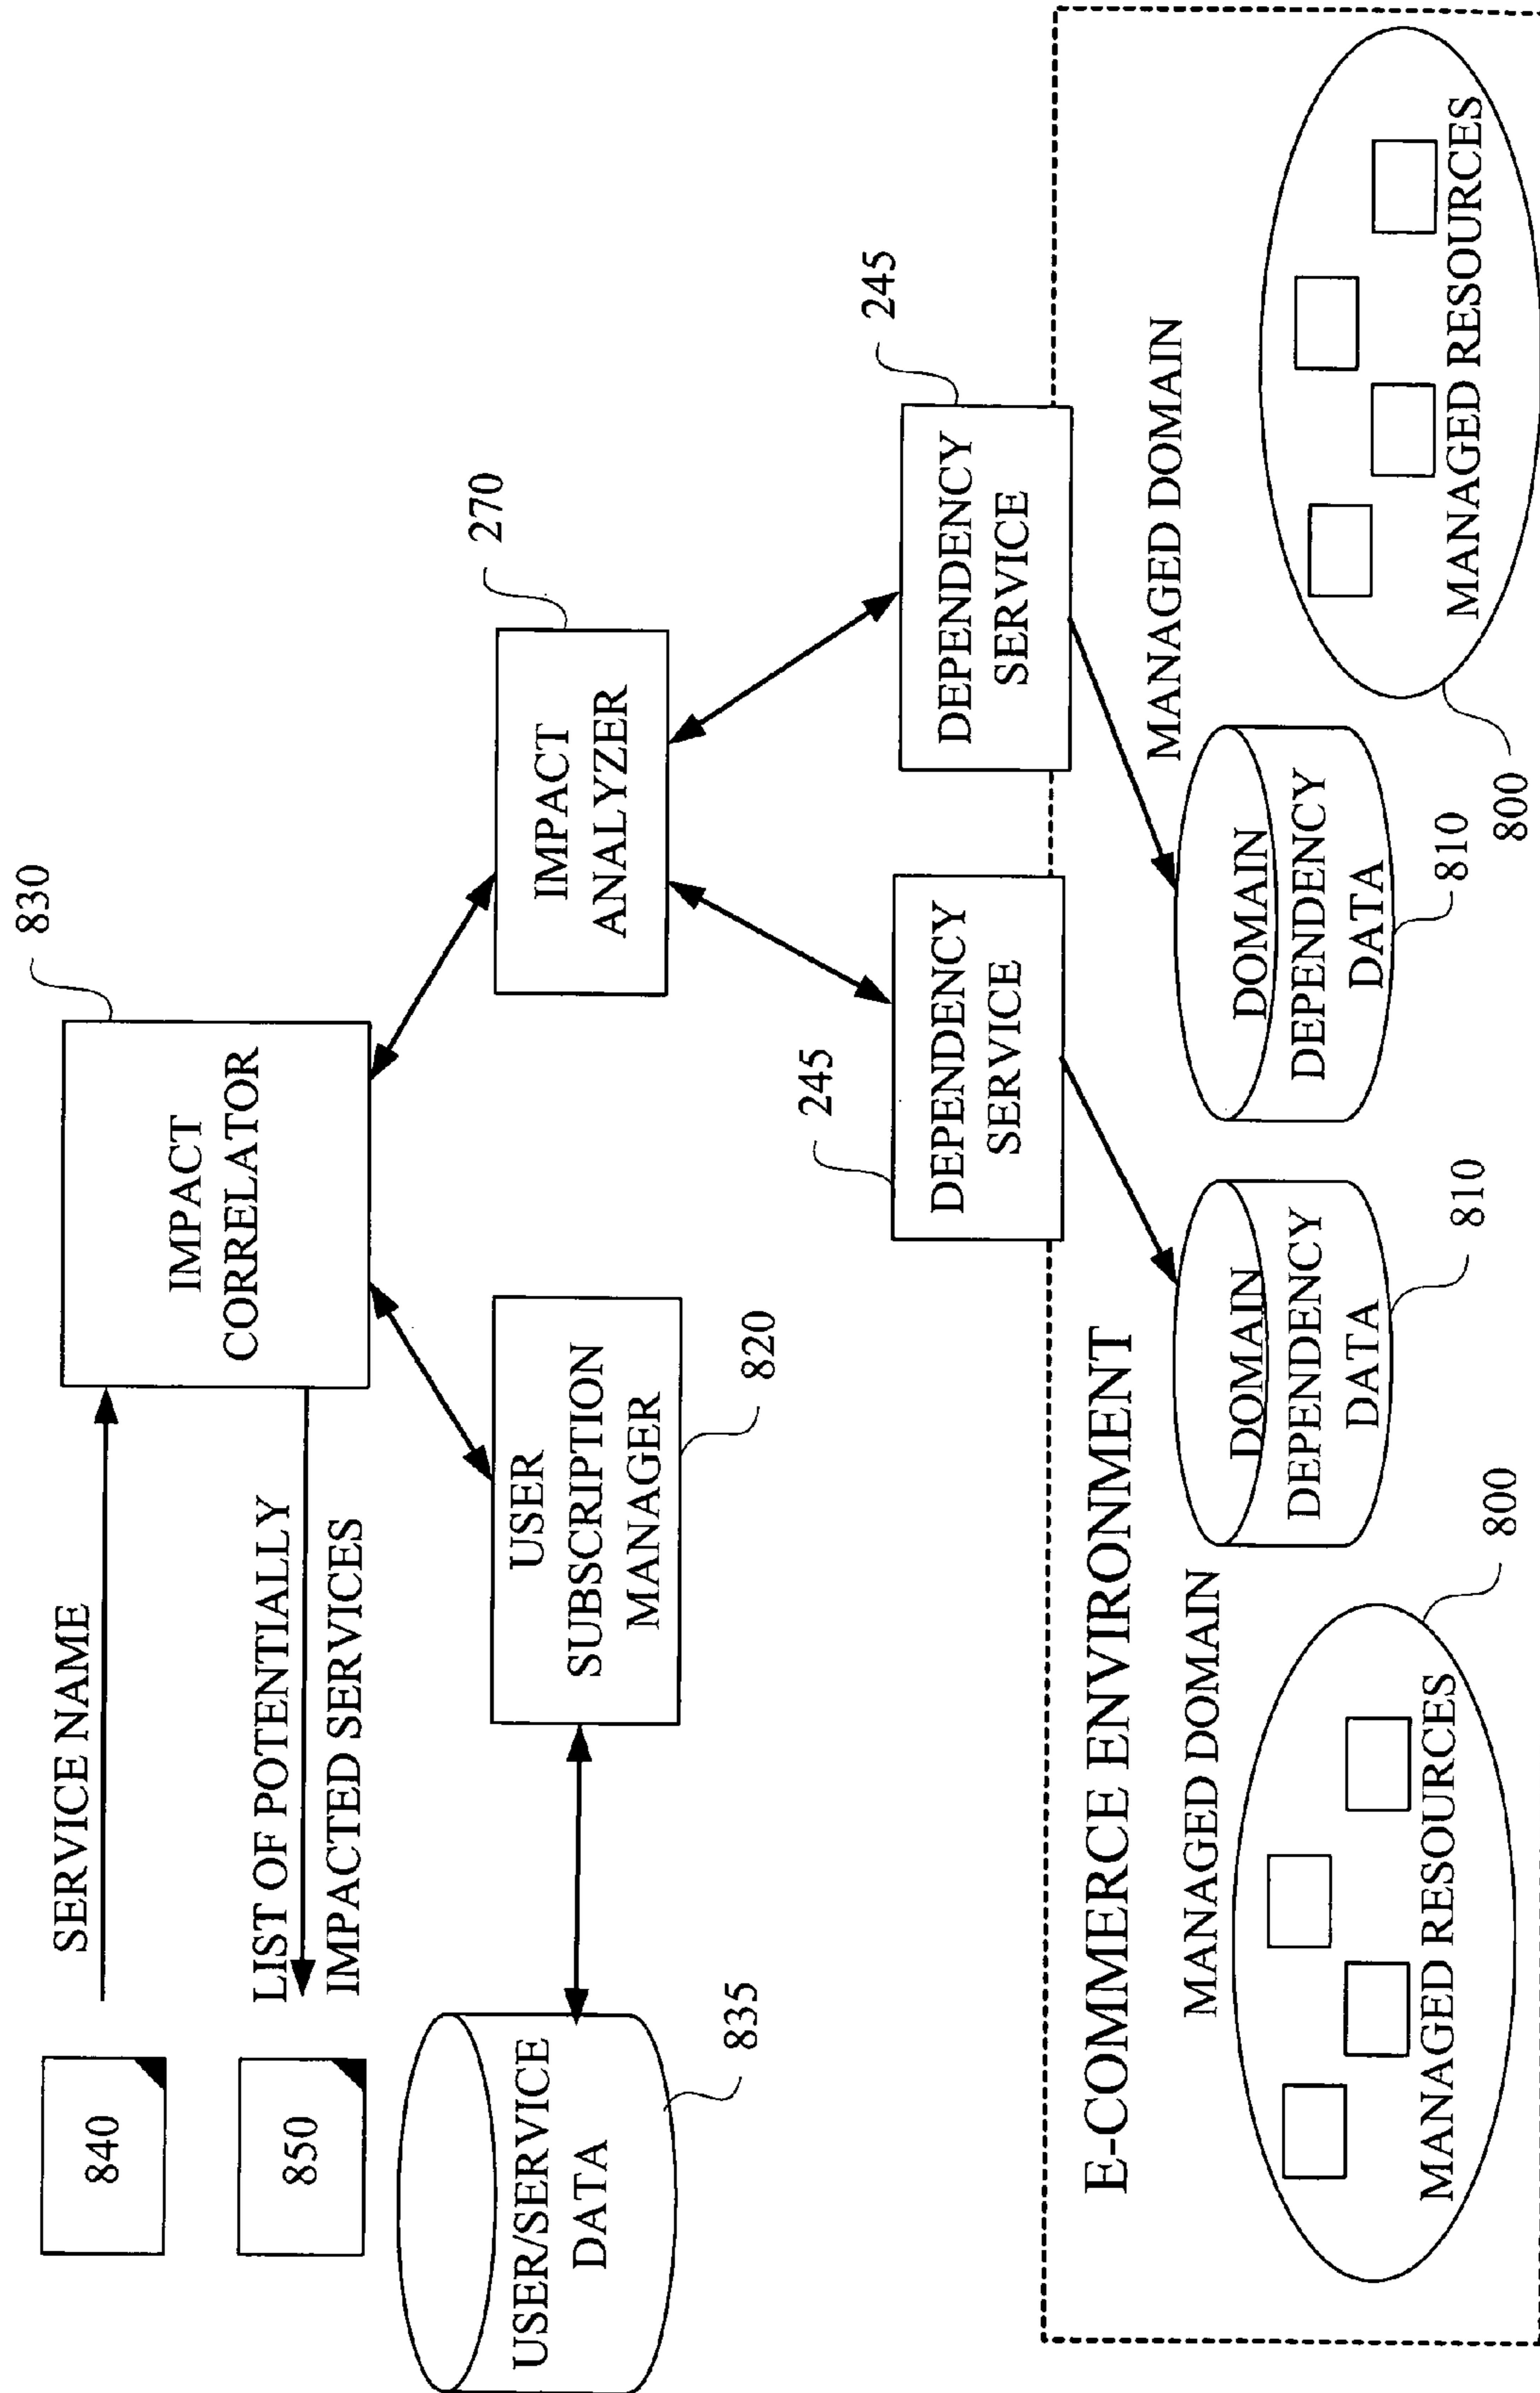 840
SERVICE NAME
830
IMPACT
CORRELATOR
850
LIST OF POTENTIALLY
IMPACTED SERVICES
USER/SERVICE
DATA
835
USER
SUBSCRIPTION
MANAGER
820
IMPACT
ANALYZER
270
245
DEPENDENCY
SERVICE
DEPENDENCY
SERVICE
245
E-COMMERCE ENVIRONMENT
MANAGED DOMAIN
MANAGED RESOURCES
800
DOMAIN
DEPENDENCY
DATA
810
DOMAIN
DEPENDENCY
DATA
810
MANAGED DOMAIN
MANAGED RESOURCES
800